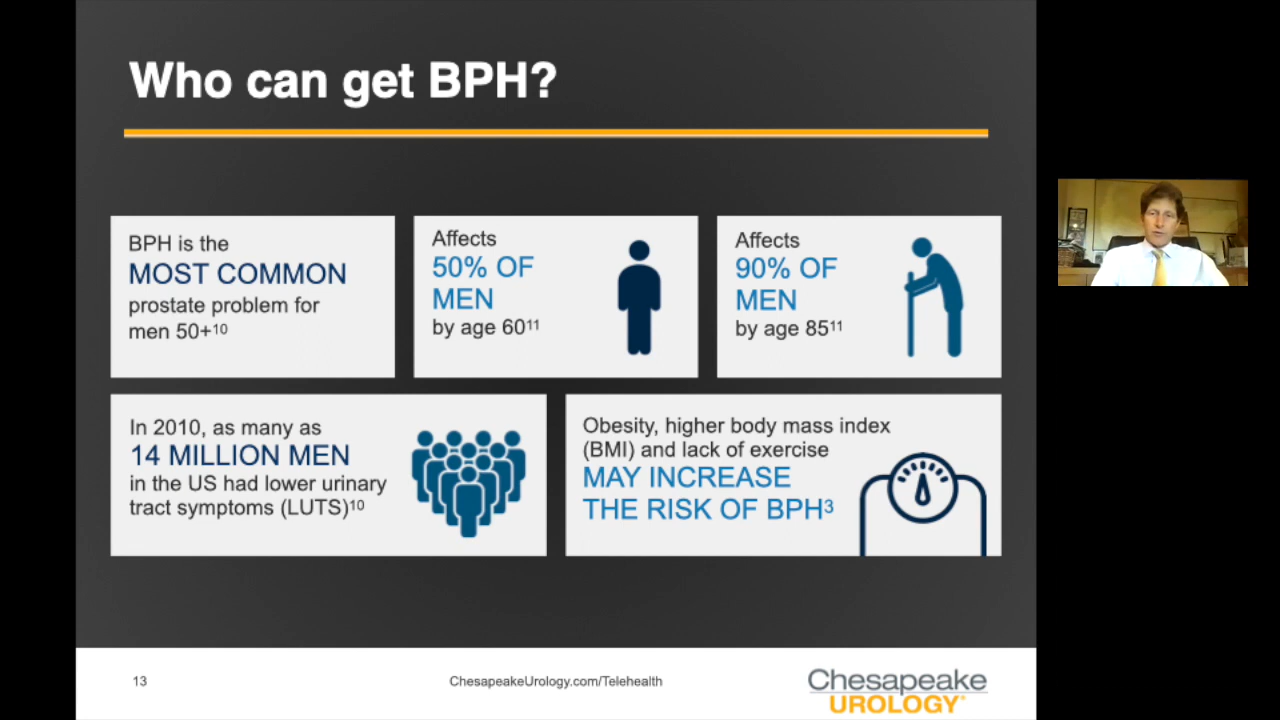 Who can get BPH?
BPH is the
MOST COMMON
prostate problem for
men 50+10
Affects
50% OF
MEN
by age 6011
Affects
90% OF
MEN
by age 8511
In 2010, as many as
14 MILLION MEN
in the US had lower urinary
tract symptoms (LUTS)10
Obesity, higher body mass index
(BMI) and lack of exercise
MAY INCREASE
THE RISK OF BPH3
13
ChesapeakeUrology.com/Telehealth
Chesapeake
UROLOGY®